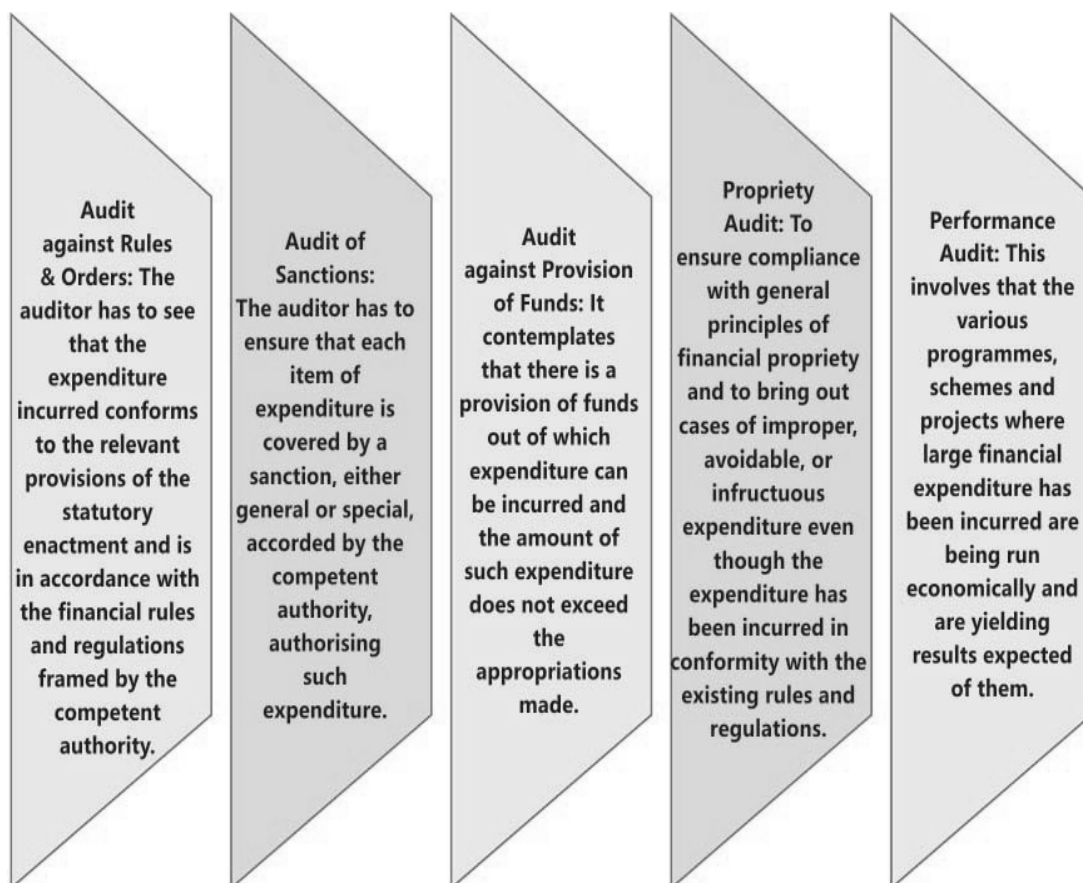 Audit
against Rules
& Orders: The
auditor has to see
that the
expenditure
incurred conforms
to the relevant
provisions of the
statutory
enactment and is
in accordance with
the financial rules
and regulations
framed by the
competent
authority.
Audit of
Sanctions:
The auditor has to
ensure that each
item of
expenditure is
covered by a
sanction, either
general or special,
accorded by the
competent
authority,
authorising
such
expenditure.
Audit
against Provision
of Funds: It
contemplates
that there is a
provision of funds
out of which
expenditure can
be incurred and
the amount of
such expenditure
does not exceed
the
appropriations
made.
Propriety
Audit: To
ensure compliance
with general
principles of
financial propriety
and to bring out
cases of improper,
avoidable, or
infructuous
expenditure even
though the
expenditure has
been incurred in
conformity with the
existing rules and
regulations.
Performance
Audit: This
involves that the
various
programmes,
schemes and
projects where
large financial
expenditure has
been incurred are
being run
economically and
are yielding
results expected
of them.